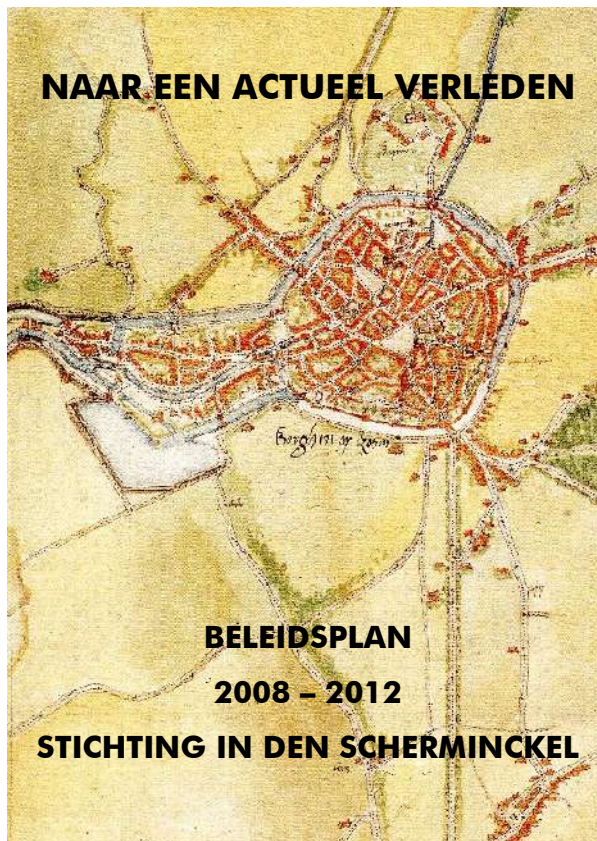 NAAR EEN ACTUEEL VERLEDEN
BELEIDSPLAN
2008 – 2012
STICHTING IN DEN SCHERMINCKEL